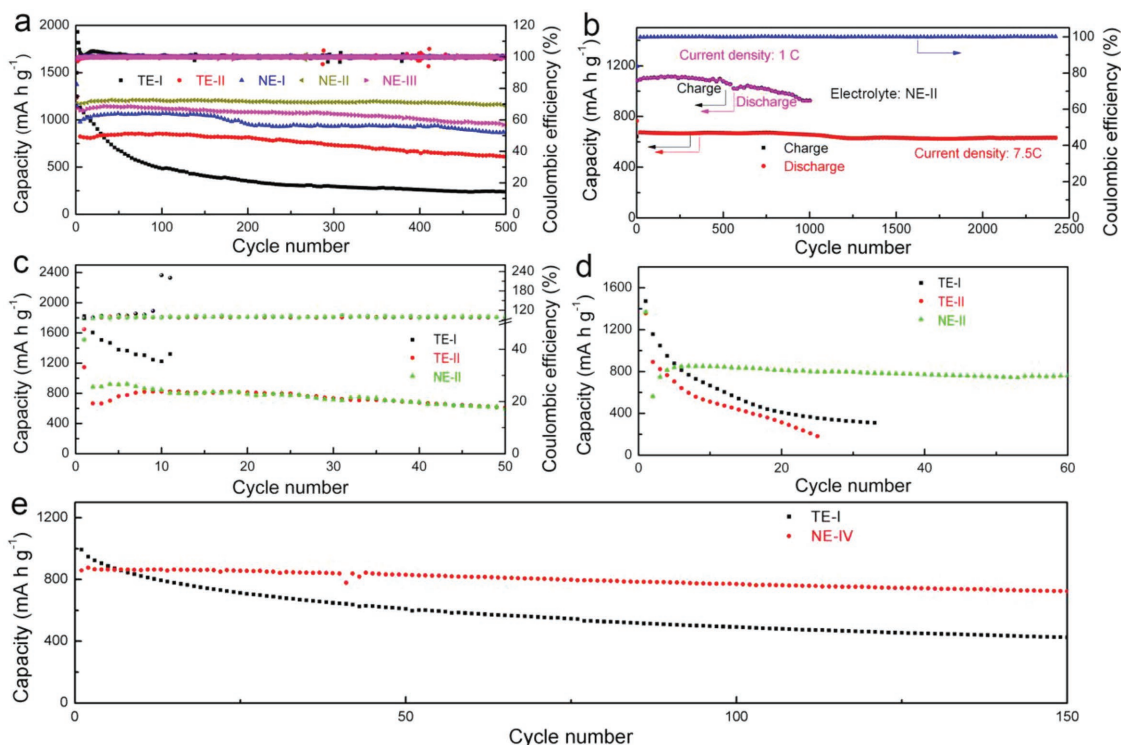 a
2000
1750
1500
1250
1000
750
500
250
0
Capacity (mA h g-1)
TE-I TE-II NE-I NE-II NE-III
120
100
80
60
40
20
0
Coulombic efficiency (%)
0 100 200 300 400 500
Cycle number
b
1600
1200
800
400
0
Capacity (mA h g-1)
Current density: 1 C
Charge
Discharge
Electrolyte: NE-II
Charge
Discharge
Current density: 7.5C
100
80
60
40
20
0
Coulombic efficiency (%)
0 500 1000 1500 2000 2500
Cycle number
c
2400
2000
1600
1200
800
400
0
Capacity (mA h g-1)
TE-I
TE-II
NE-II
240
180
120
40
20
0
Coulombic efficiency (%)
0 10 20 30 40 50
Cycle number
d
1600
1200
800
400
0
Capacity (mA h g-1)
TE-I
TE-II
NE-II
0 20 40 60
Cycle number
e
1200
900
600
400
0
Capacity (mA h g-1)
TE-I
NE-IV
0 50 100 150
Cycle number